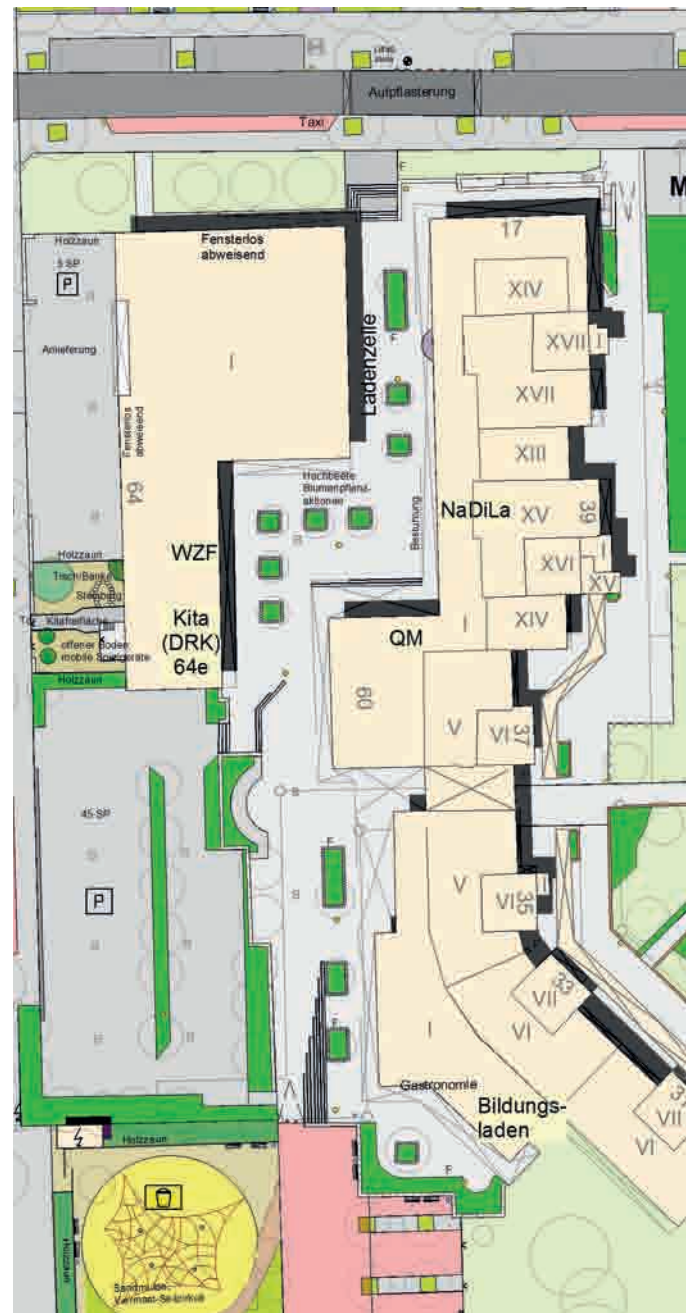 Aufpflasterung
Taxi
F
M
Holzzaun
5 SP
P
Fensterlos
abweisend
17
XIV
XVII
I
Anlieferung
I
Ladenzeile
F
XVII
Fensterlos
abweisend
XIII
64
Hochbeete
Blumenpflanz-
aktionen
Bestuhlung
NaDiLa
XV
39
WZF
XVI
I
XV
Holzzaun
Tisch/Bänke
Kitafreifläche
offener Boden
mobile Spielgeräte
Holzzaun
Kita
(DRK)
64e
QM
I
XIV
60
V
VI
37
45 SP
P
F
V
VI
35
I
F
VII
33
VI
F
Gastronomie
Bildungs-
laden
VII
VI
Holzzaun
F
Holzzaun